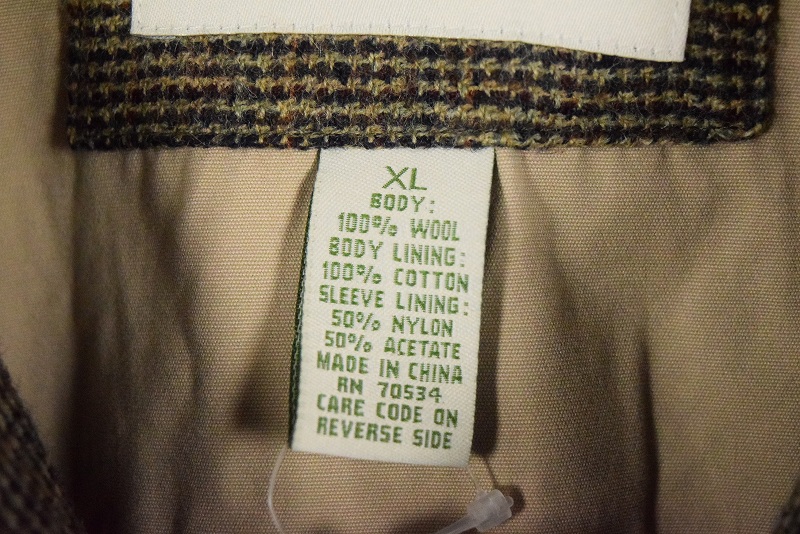 XL
BODY:
100% WOOL
BODY LINING:
100% COTTON
SLEEVE LINING:
50% NYLON
50% ACETATE
MADE IN CHINA
RN 70534
CARE CODE ON
REVERSE SIDE